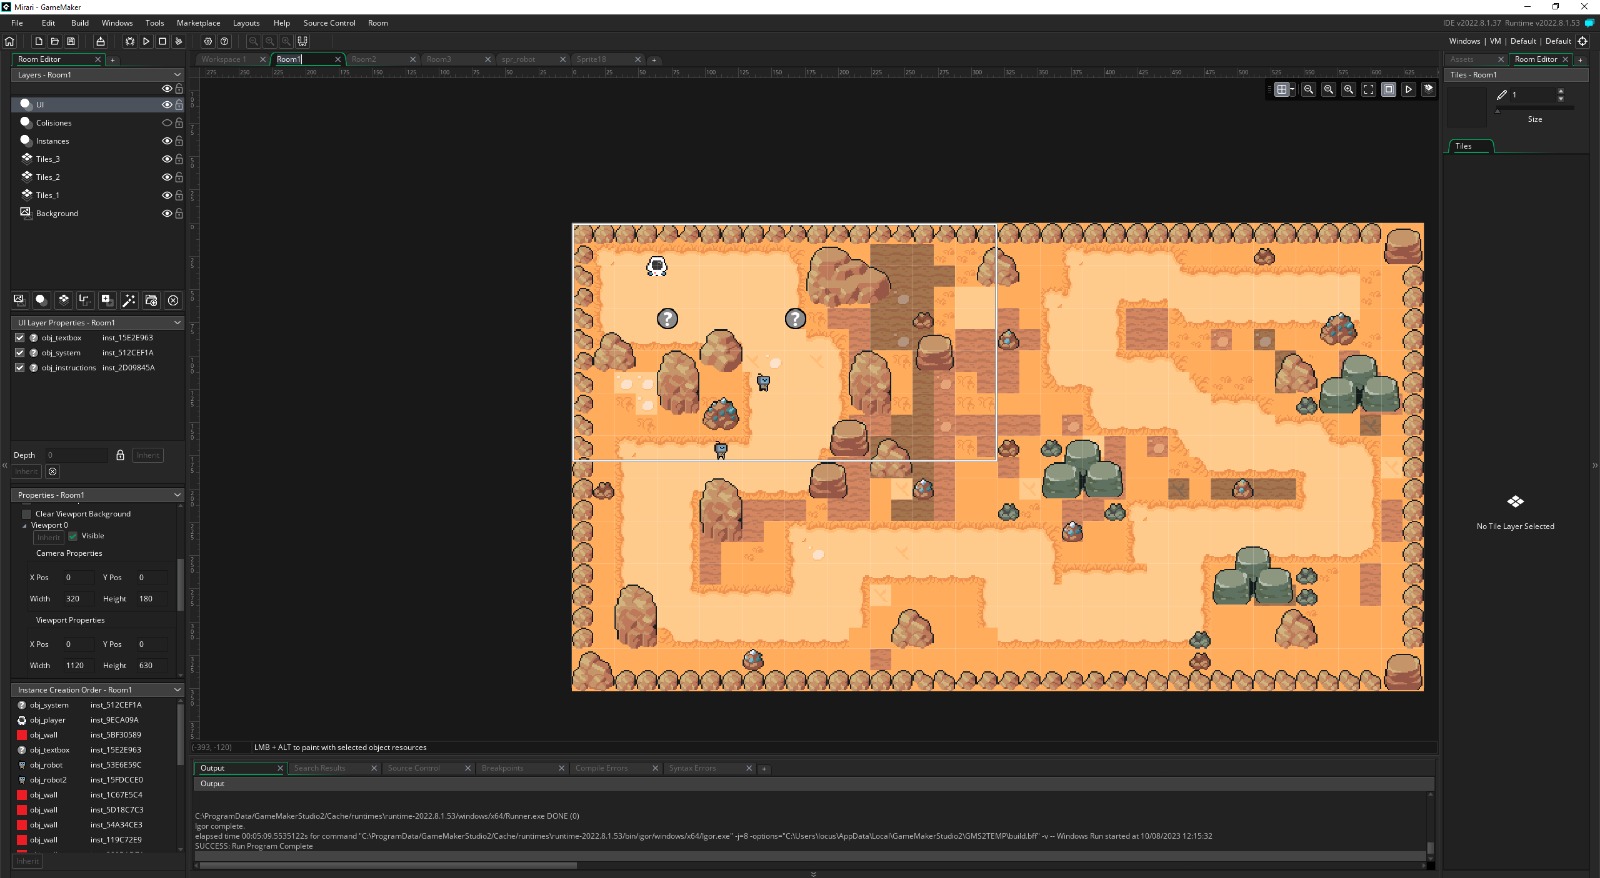 Mirari - GameMaker
File Edit Build Windows Tools Marketplace Layouts Help Source Control Room
IDE v2022.8.1.37 Runtime v2022.8.1.53
Windows | VM | Default | Default
Room Editor
Workspace 1 Room1 Room2 Room3 spr_robot Sprite18
Assets Room Editor
Layers - Room1
UI
Colisiones
Instances
Tiles_3
Tiles_2
Tiles_1
Background
UI Layer Properties - Room1
obj_textbox inst_15E2E963
obj_system inst_512CEF1A
obj_instructions inst_2D09845A
Depth 0 Inherit
Inherit
Properties - Room1
Clear Viewport Background
Viewport 0
Inherit Visible
Camera Properties
X Pos 0 Y Pos 0
Width 320 Height 180
Viewport Properties
X Pos 0 Y Pos 0
Width 1120 Height 630
Instance Creation Order - Room1
obj_system inst_512CEF1A
obj_player inst_9ECA09A
obj_wall inst_5BF30589
obj_textbox inst_15E2E963
obj_robot inst_53E6E59C
obj_robot2 inst_15FDCCE0
obj_wall inst_1C67E5C4
obj_wall inst_5D18C7C3
obj_wall inst_54A34CE3
obj_wall inst_119C72E9
Inherit
(-393, -120) LMB + ALT to paint with selected object resources
Output Search Results Source Control Breakpoints Compile Errors Syntax Errors
Output
C:\ProgramData/GameMakerStudio2/Cache/runtimes\runtime-2022.8.1.53/windows/x64/Runner.exe DONE (0)
Igor complete.
elapsed time 00:05:09.5535122s for command "C:\ProgramData/GameMakerStudio2/Cache/runtimes\runtime-2022.8.1.53/bin/igor/windows/x64/Igor.exe" -j=8 -options="C:\Users\locus\AppData\Local\GameMakerStudio2\GMS2TEMP\build.bff" -v -- Windows Run started at 10/08/2023 12:15:32
SUCCESS: Run Program Complete
Tiles - Room1
1
Size
Tiles
No Tile Layer Selected